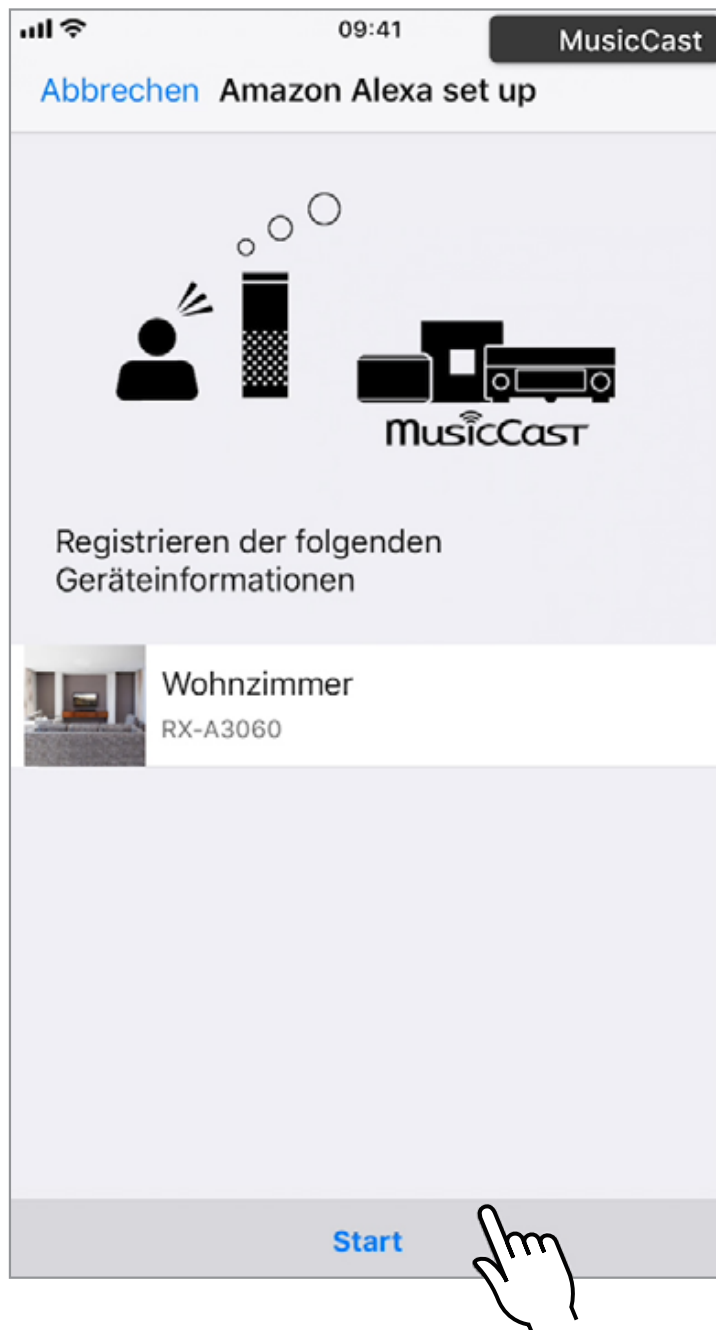 09:41
MusicCast
Abbrechen Amazon Alexa set up
MusicCast
Registrieren der folgenden
Geräteinformationen
Wohnzimmer
RX-A3060
Start